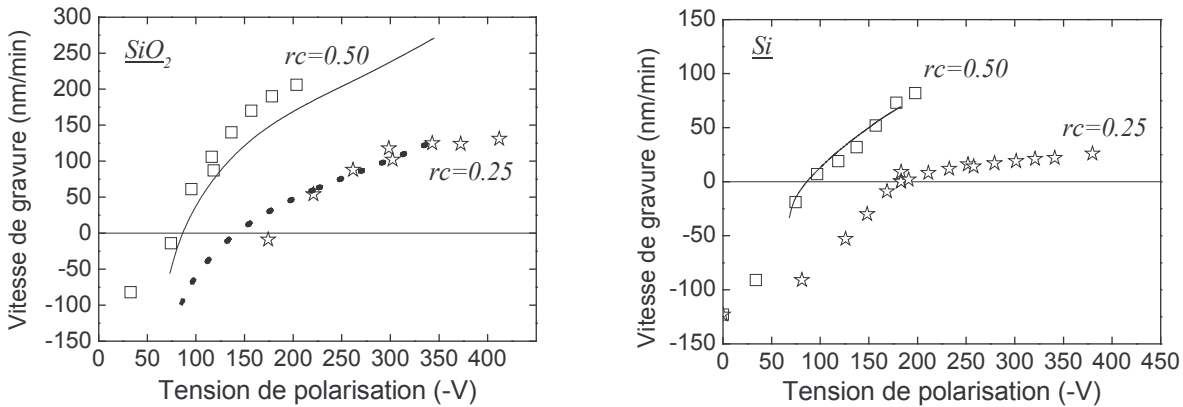 SiO2
rc=0.50
rc=0.25
Vitesse de gravure (nm/min)
300
250
200
150
100
50
0
-50
-100
-150
0 50 100 150 200 250 300 350 400
Tension de polarisation (-V)
Si
rc=0.50
rc=0.25
Vitesse de gravure (nm/min)
150
100
50
0
-50
-100
-150
0 50 100 150 200 250 300 350 400 450
Tension de polarisation (-V)